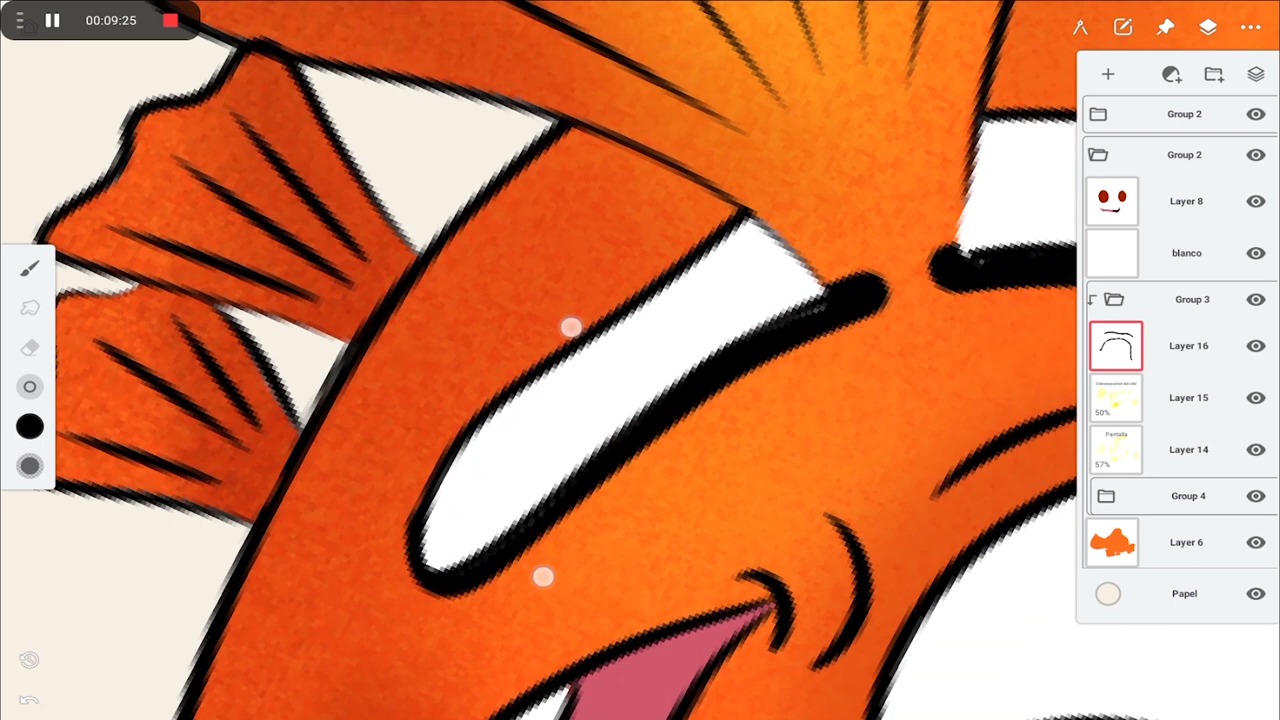 00:09:25
Group 2
Group 2
Layer 8
blanco
Group 3
Layer 16
Layer 15
50%
Pantalla
Layer 14
57%
Group 4
Layer 6
Papel